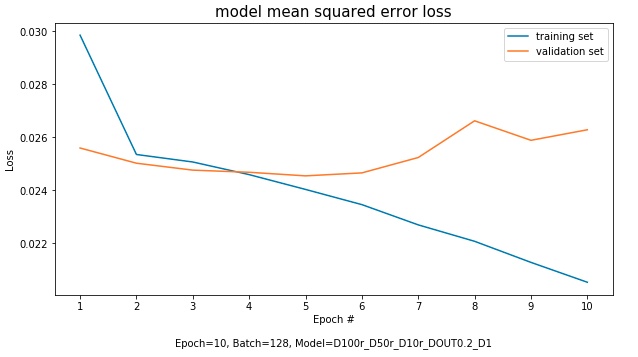 model mean squared error loss
training set
validation set
0.030
0.028
0.026
0.024
0.022
Loss
1 2 3 4 5 6 7 8 9 10
Epoch #
Epoch=10, Batch=128, Model=D100r_D50r_D10r_DOUT0.2_D1